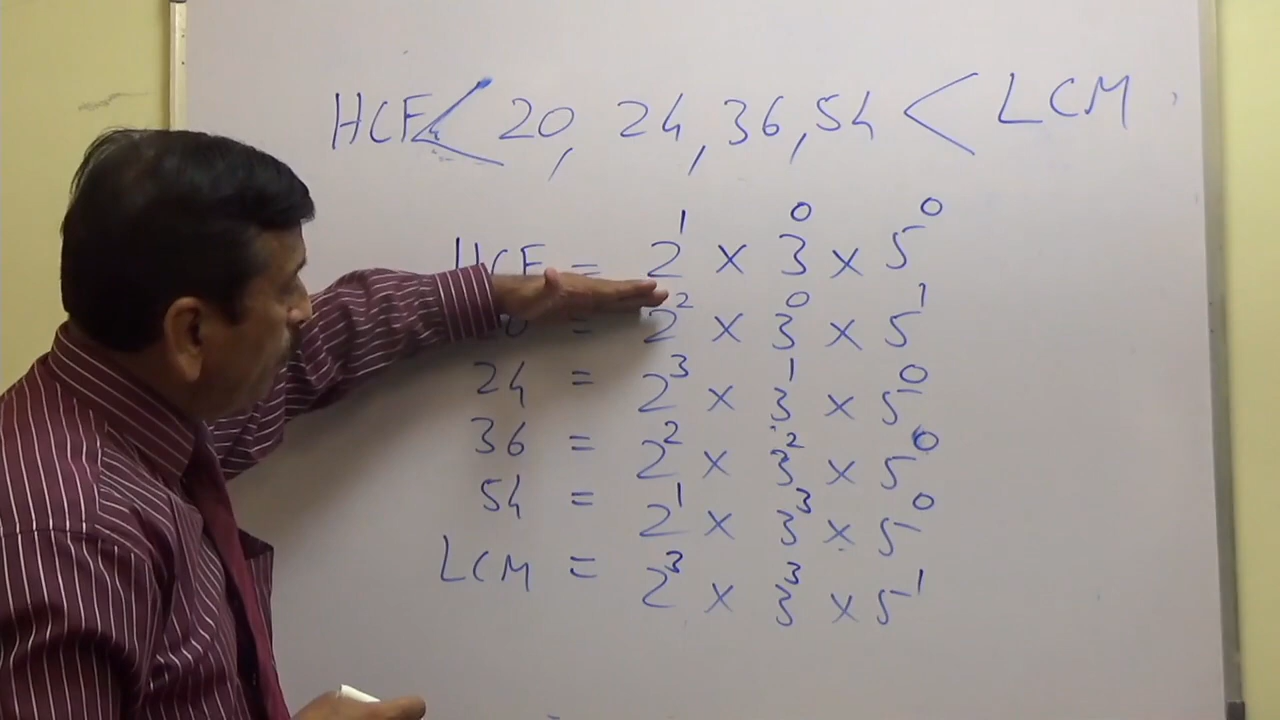 HCF < 20, 24, 36, 54 < LCM
HCF = 2¹ × 3⁰ × 5⁰
0 = 2² × 3⁰ × 5¹
24 = 2³ × 3¹ × 5⁰
36 = 2² × 3² × 5⁰
54 = 2¹ × 3³ × 5⁰
LCM = 2³ × 3³ × 5¹